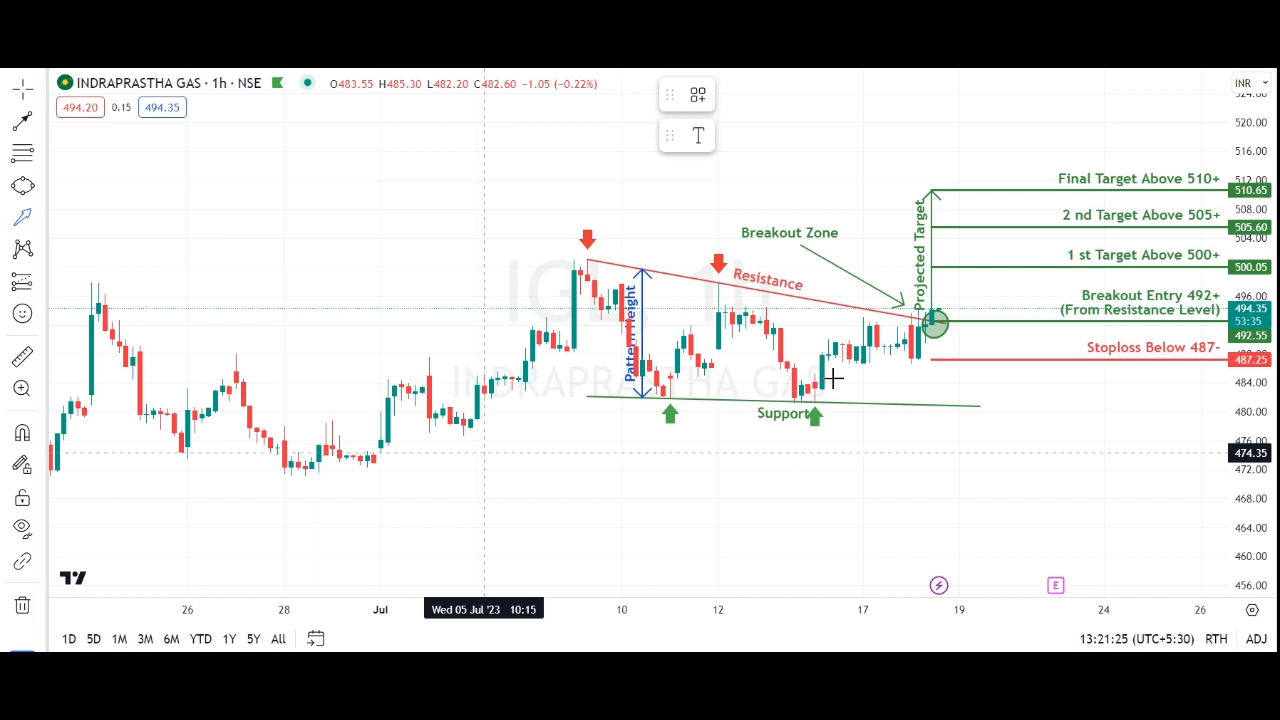 INDRAPRASTHA GAS · 1h · NSE
O483.55 H485.30 L482.20 C482.60 -1.05 (-0.22%)
INR
494.20 0.15 494.35
T
524.00
520.00
516.00
512.00
Final Target Above 510+
510.65
508.00
2 nd Target Above 505+
505.60
504.00
1 st Target Above 500+
500.05
Breakout Zone
Projected Target
Resistance
Pattern Height
Breakout Entry 492+
(From Resistance Level)
496.00
494.35
53:35
492.55
Stoploss Below 487-
487.25
484.00
480.00
Support
476.00
474.35
472.00
468.00
464.00
460.00
456.00
IGL, 1h
INDRAPRASTHA GAS
E
26 28 Jul Wed 05 Jul '23 10:15 10 12 17 19 24 26
1D 5D 1M 3M 6M YTD 1Y 5Y All
13:21:25 (UTC+5:30) RTH ADJ